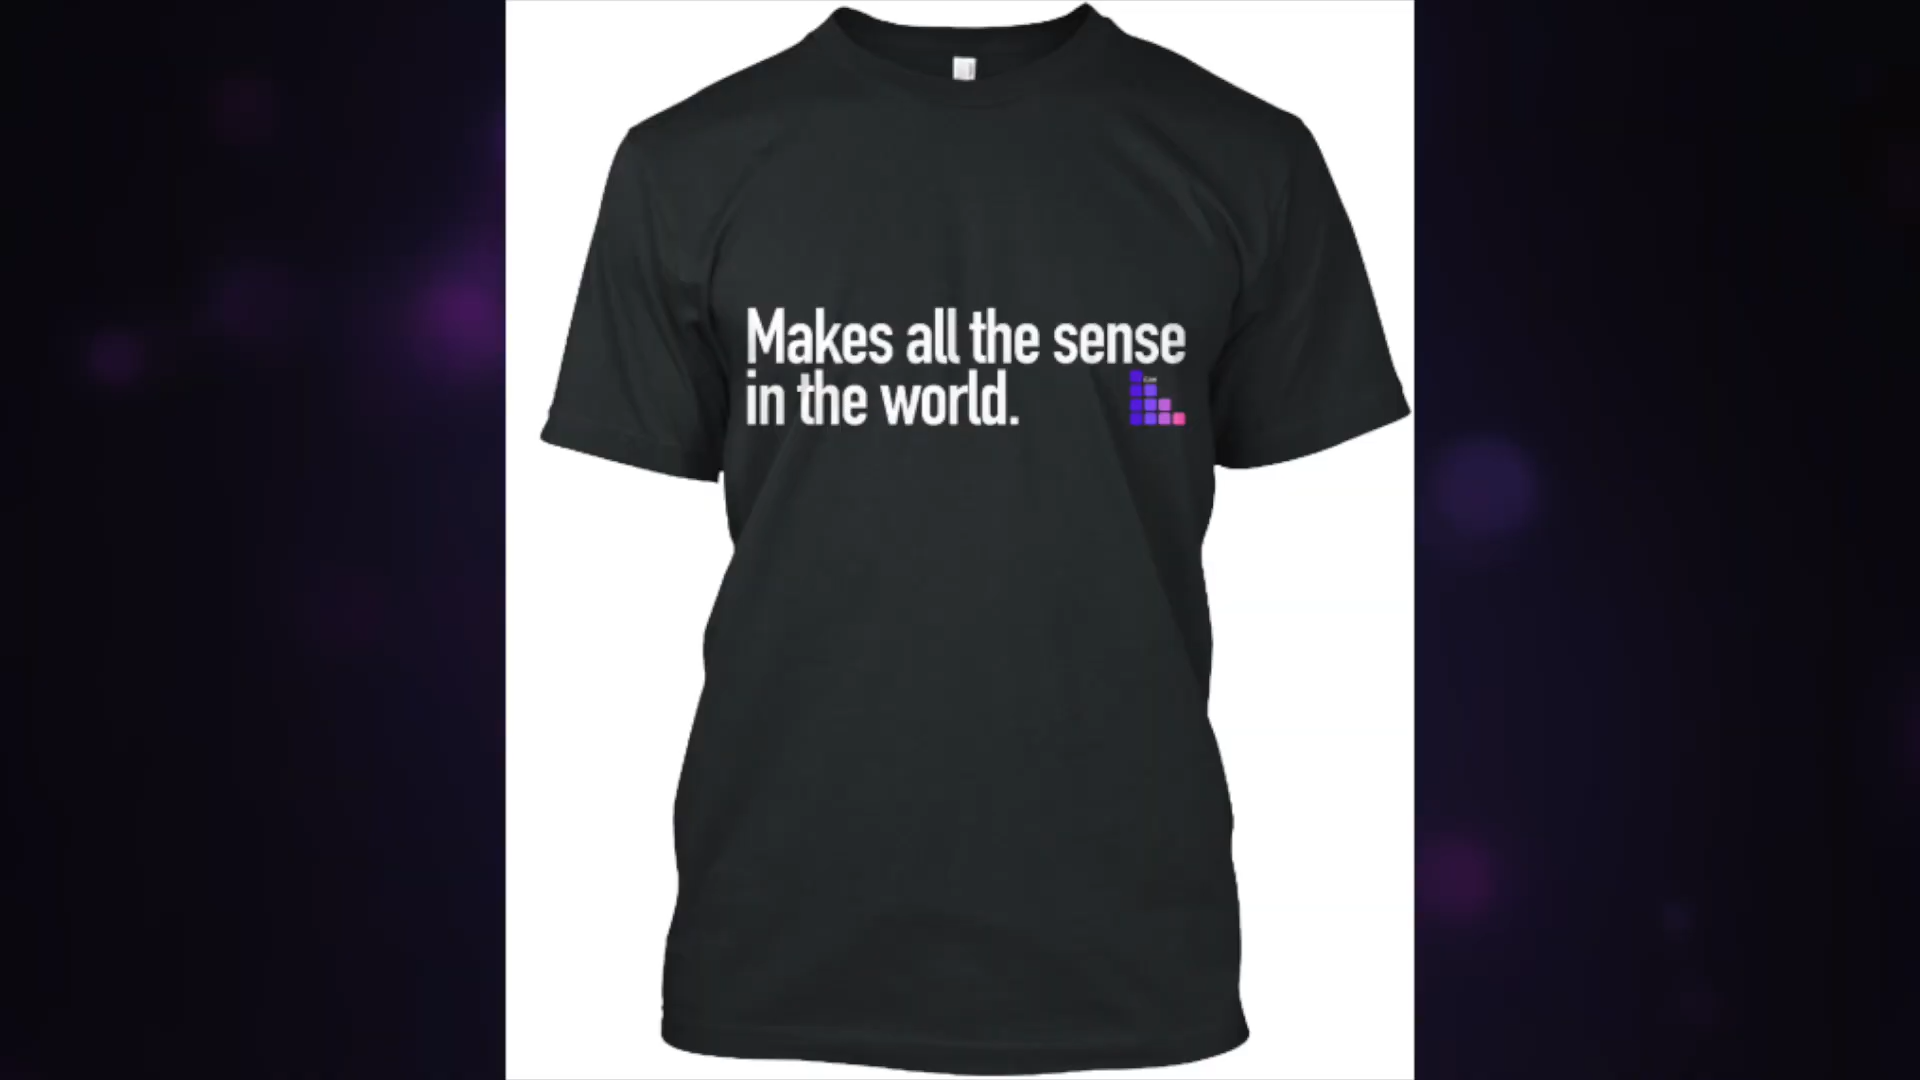 Makes all the sense
in the world.